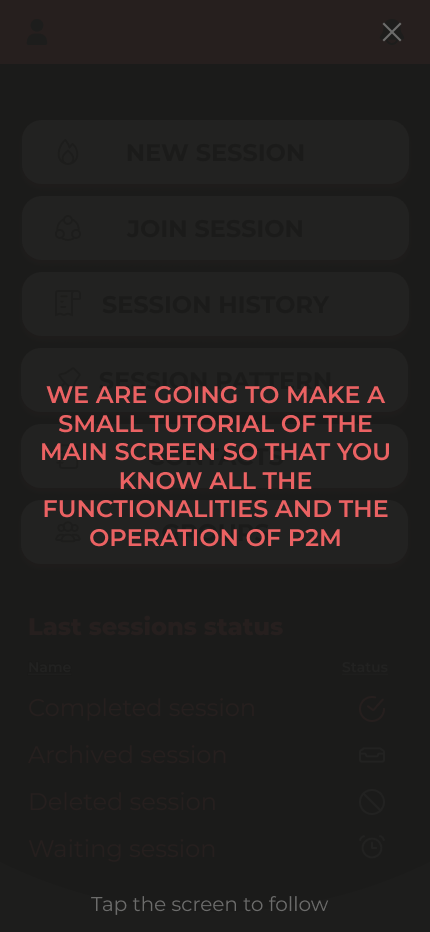 NEW SESSION
JOIN SESSION
SESSION HISTORY
SESSION PATTERN
WE ARE GOING TO MAKE A
SMALL TUTORIAL OF THE
MAIN SCREEN SO THAT YOU
KNOW ALL THE
FUNCTIONALITIES AND THE
OPERATION OF P2M
Last sessions status
Name Status
Completed session
Archived session
Deleted session
Waiting session
Tap the screen to follow